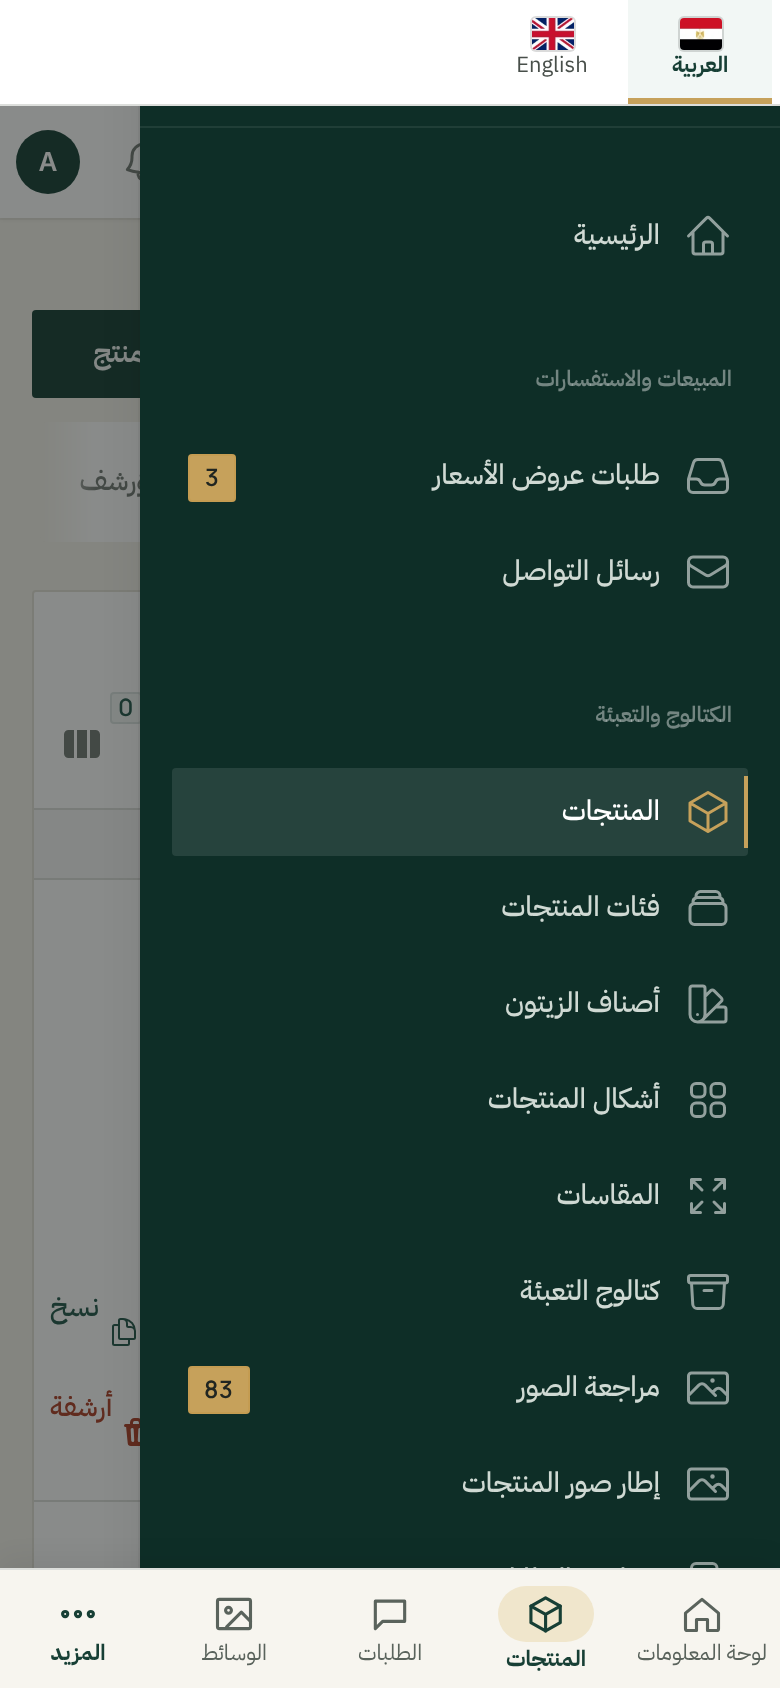 العربية
English
A
الرئيسية
المبيعات والاستفسارات
طلبات عروض الأسعار
3
رسائل التواصل
الكتالوج والتعبئة
0
المنتجات
فئات المنتجات
أصناف الزيتون
أشكال المنتجات
المقاسات
كتالوج التعبئة
نسخ
مراجعة الصور
83
أرشفة
إطار صور المنتجات
لوحة المعلومات
المنتجات
الطلبات
الوسائط
المزيد